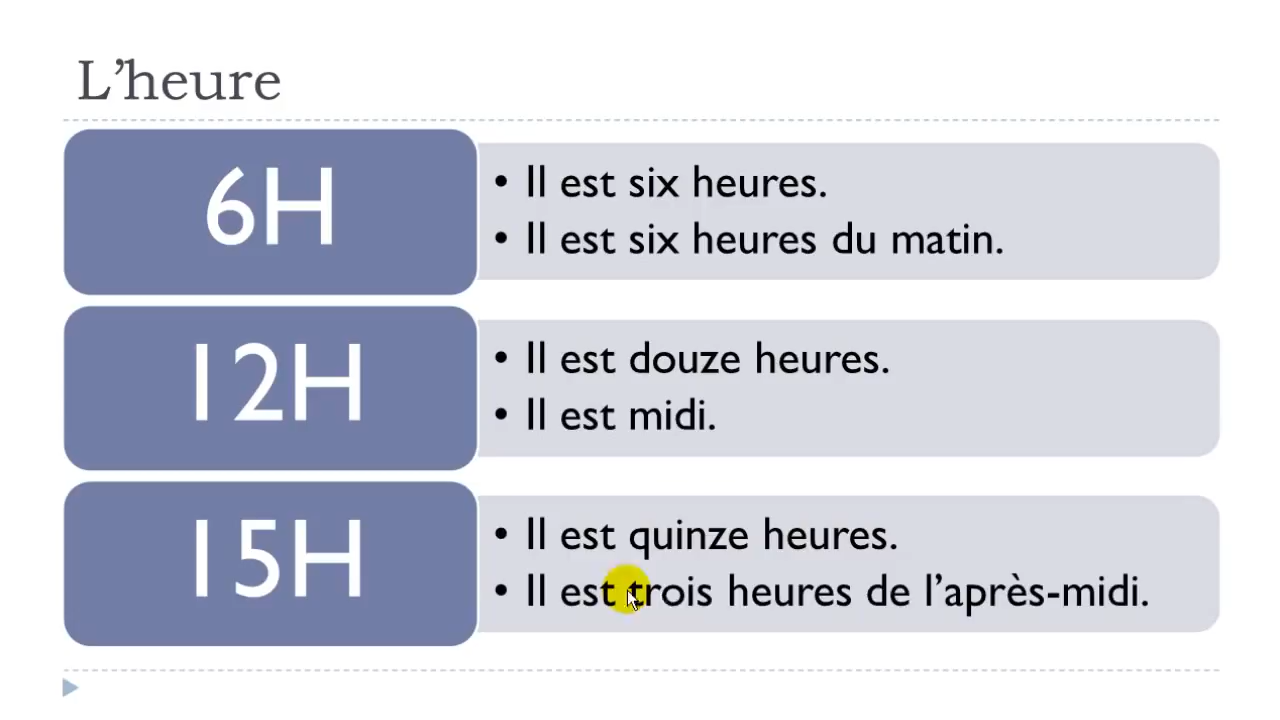 L’heure
6H
• Il est six heures.
• Il est six heures du matin.
12H
• Il est douze heures.
• Il est midi.
15H
• Il est quinze heures.
• Il est trois heures de l’après-midi.